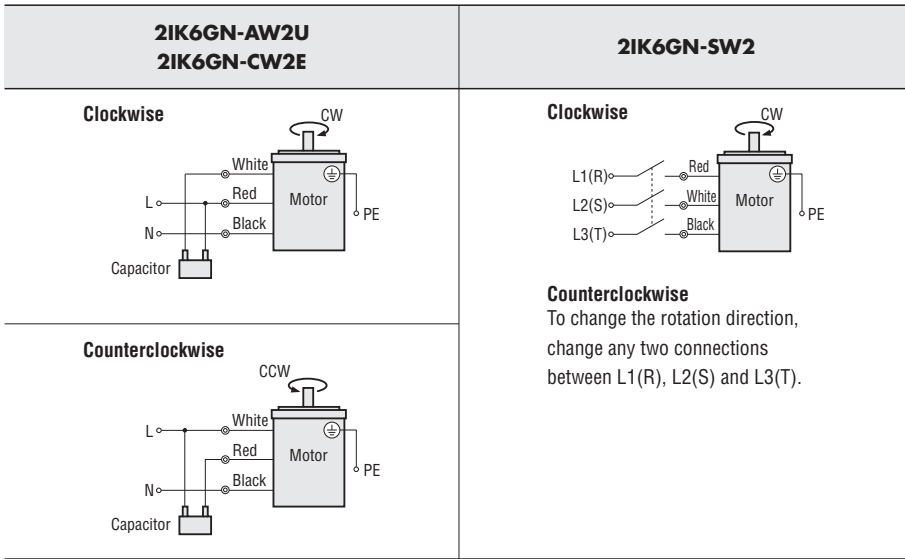 2IK6GN-AW2U
2IK6GN-CW2E
2IK6GN-SW2
Clockwise
CW
White
L
Red
Motor
N
Black
PE
Capacitor
Counterclockwise
CCW
L
White
Red
Motor
PE
N
Black
Capacitor
Clockwise
CW
L1(R)
Red
L2(S)
White
Motor
PE
L3(T)
Black
Counterclockwise
To change the rotation direction,
change any two connections
between L1(R), L2(S) and L3(T).